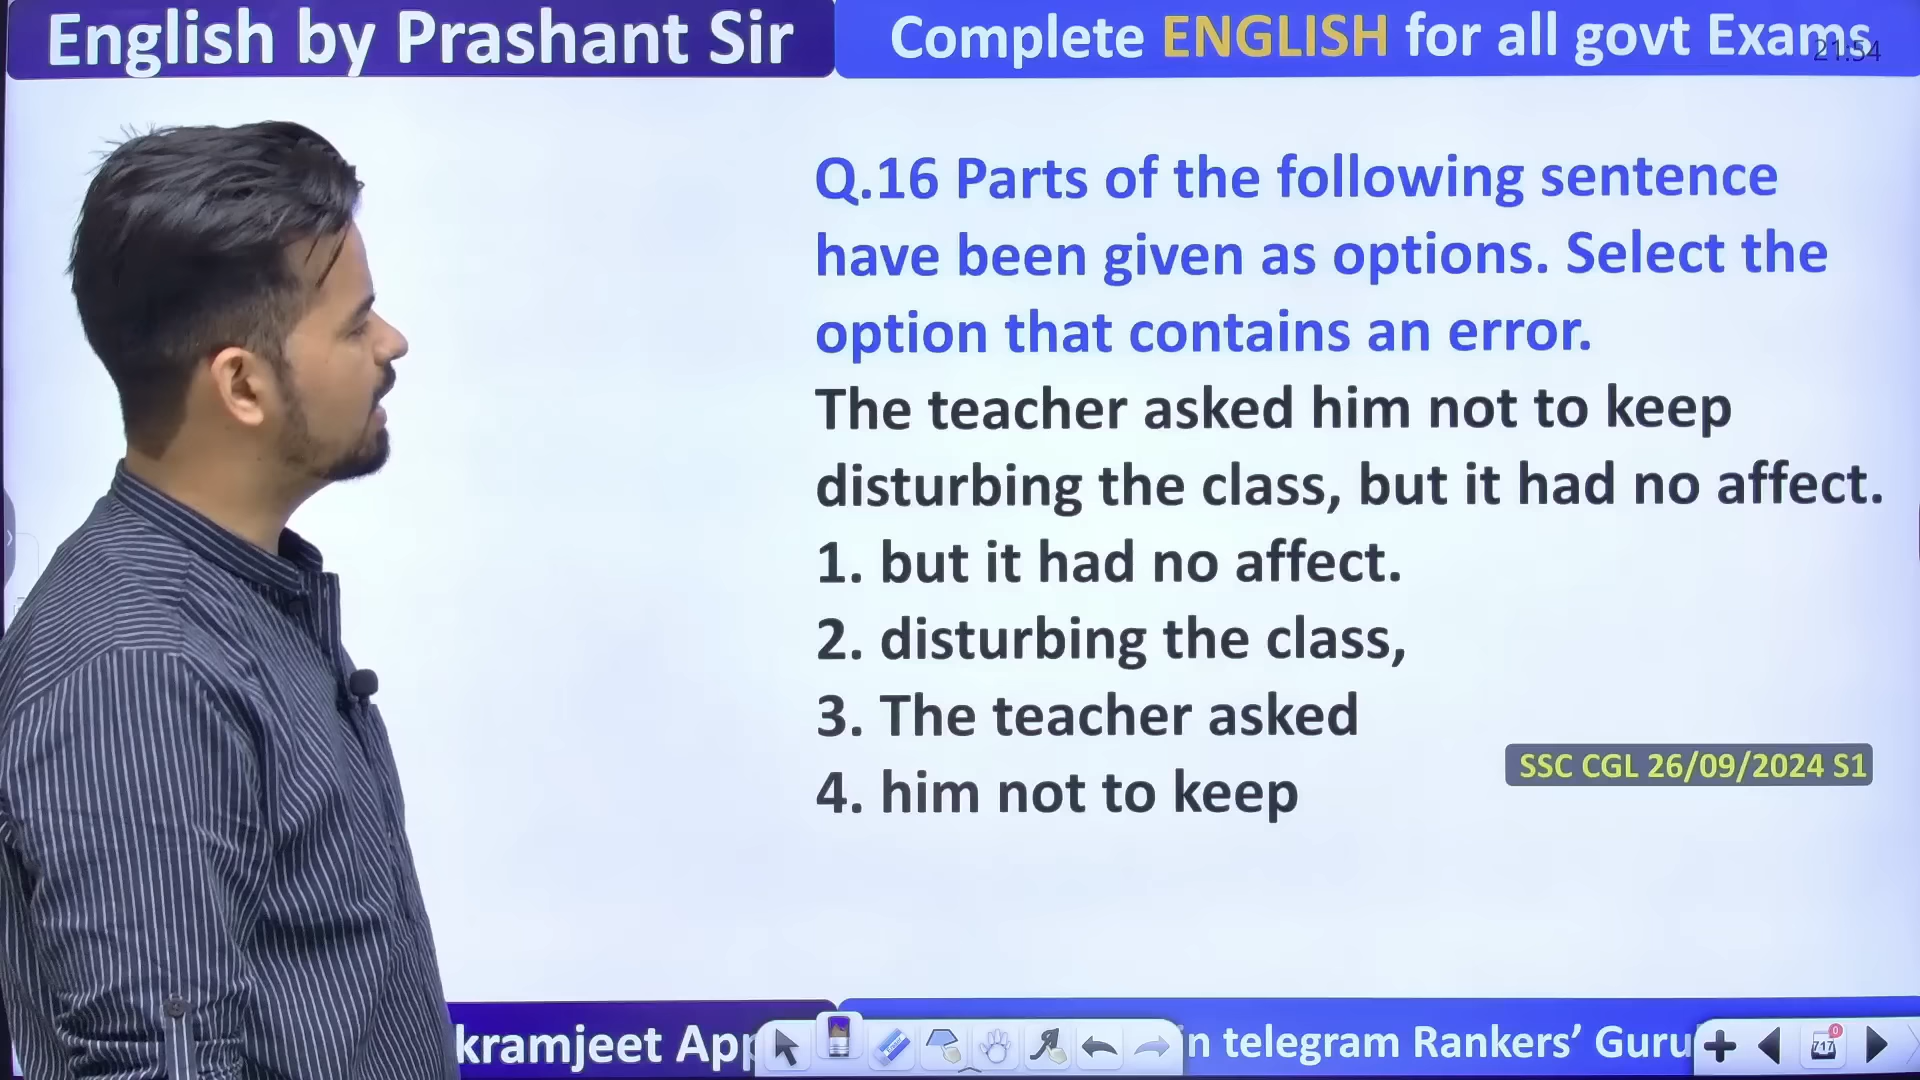 English by Prashant Sir
Complete ENGLISH for all govt Exams
21:54
Q.16 Parts of the following sentence
have been given as options. Select the
option that contains an error.
The teacher asked him not to keep
disturbing the class, but it had no affect.
1. but it had no affect.
2. disturbing the class,
3. The teacher asked
4. him not to keep
SSC CGL 26/09/2024 S1
kramjeet App
in telegram Rankers’ Guru
717
0